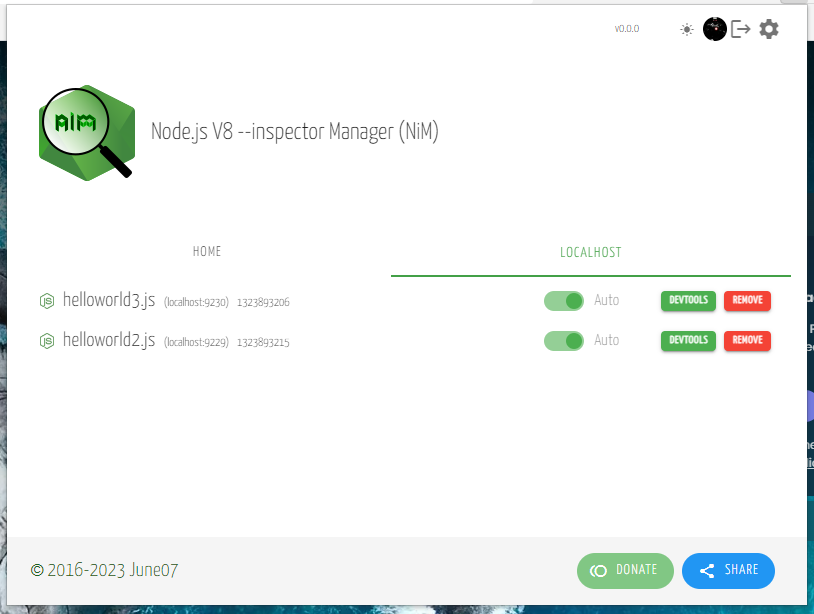 v0.0.0
NiM
Node.js V8 --inspector Manager (NiM)
HOME
LOCALHOST
helloworld3.js (localhost:9230) 1323893206 Auto DEVTOOLS REMOVE
helloworld2.js (localhost:9229) 1323893215 Auto DEVTOOLS REMOVE
© 2016-2023 June07
DONATE
SHARE